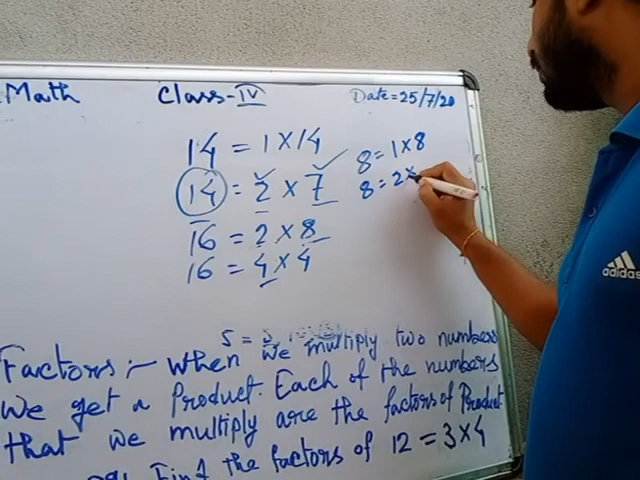 Math Class-IV Date=25/7/20
14 = 1×14
14 = 2 × 7
16 = 2 × 8
16 = 4 × 4
8 = 1×8
8 = 2×
5 = 5
Factors:- When we multiply two numbers
we get a Product. Each of the numbers
that we multiply are the factors of Product
Find the factors of 12 = 3×4
adidas